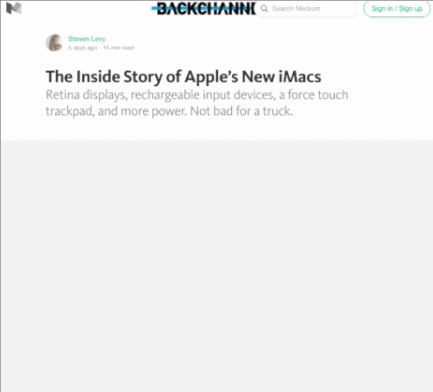 BACKCHANN
Search Medium
Sign in / Sign up
Steven Levy
5 days ago · 15 min read
The Inside Story of Apple's New iMacs
Retina displays, rechargeable input devices, a force touch
trackpad, and more power. Not bad for a truck.